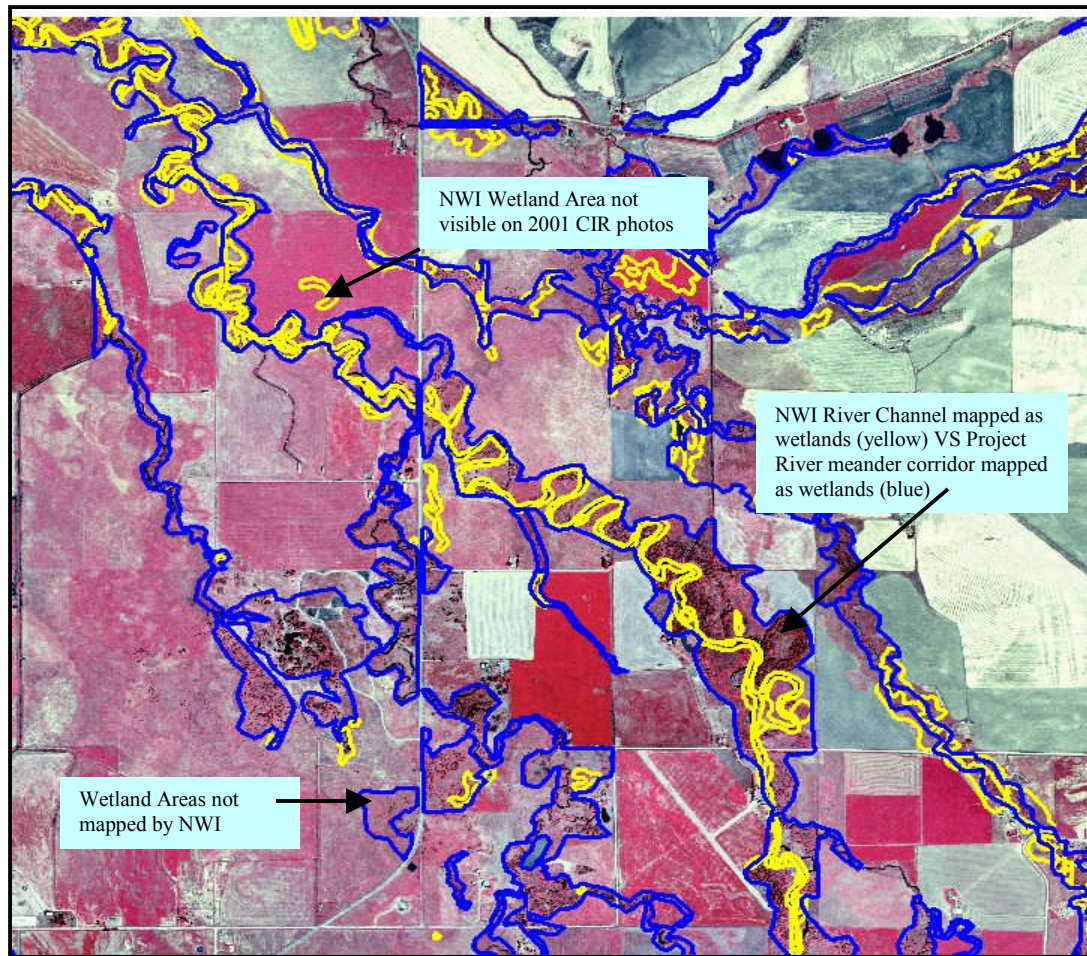 NWI Wetland Area not
visible on 2001 CIR photos
NWI River Channel mapped as
wetlands (yellow) VS Project
River meander corridor mapped
as wetlands (blue)
Wetland Areas not
mapped by NWI